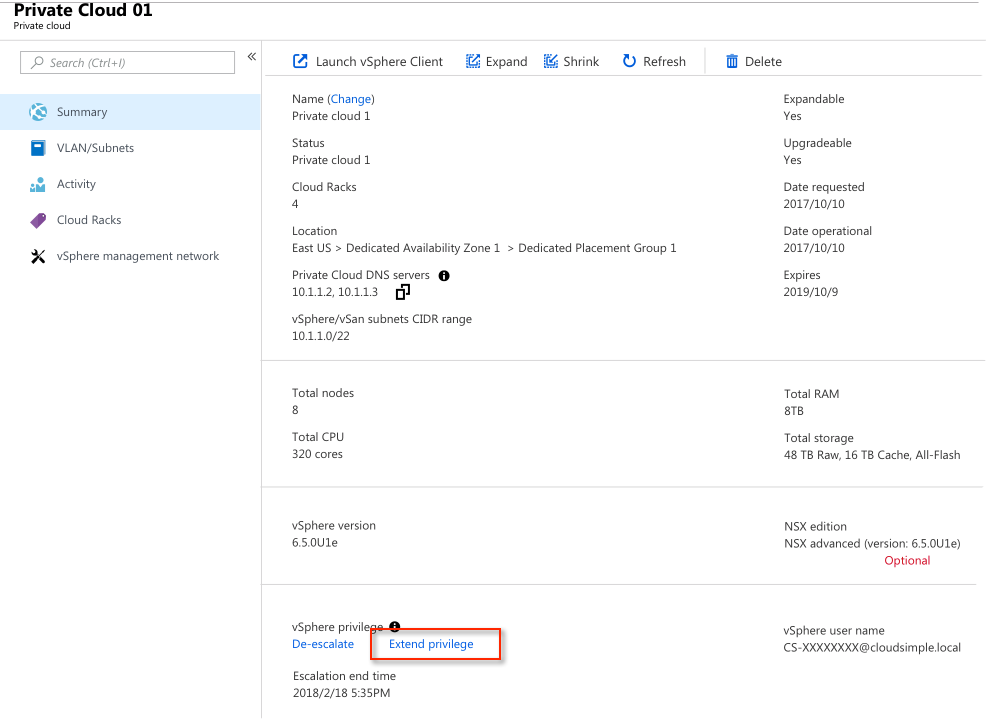 Private Cloud 01
Private cloud
Search (Ctrl+/)
«
Launch vSphere Client
Expand
Shrink
Refresh
Delete
Summary
VLAN/Subnets
Activity
Cloud Racks
vSphere management network
Name (Change)
Private cloud 1
Expandable
Yes
Status
Private cloud 1
Upgradeable
Yes
Cloud Racks
4
Date requested
2017/10/10
Location
East US > Dedicated Availability Zone 1 > Dedicated Placement Group 1
Date operational
2017/10/10
Private Cloud DNS servers
10.1.1.2, 10.1.1.3
Expires
2019/10/9
vSphere/vSan subnets CIDR range
10.1.1.0/22
Total nodes
8
Total RAM
8TB
Total CPU
320 cores
Total storage
48 TB Raw, 16 TB Cache, All-Flash
vSphere version
6.5.0U1e
NSX edition
NSX advanced (version: 6.5.0U1e)
Optional
vSphere privilege
De-escalate
Extend privilege
vSphere user name
CS-XXXXXXXX@cloudsimple.local
Escalation end time
2018/2/18 5:35PM